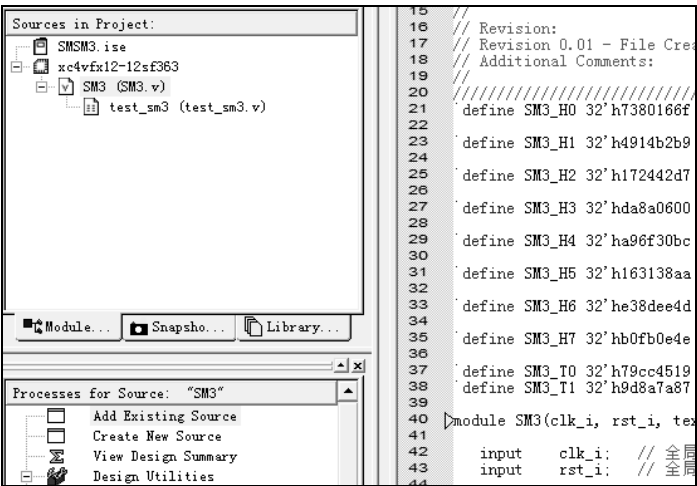 Sources in Project:
SMSM3.ise
xc4vfx12-12sf363
SM3 (SM3.v)
test_sm3 (test_sm3.v)
Module...
Snapsho...
Library...
Processes for Source: "SM3"
Add Existing Source
Create New Source
View Design Summary
Design Utilities
15 //
16 // Revision:
17 // Revision 0.01 - File Crea
18 // Additional Comments:
19 //
20 ////////////////////////////
21 `define SM3_H0 32'h7380166f
22
23 `define SM3_H1 32'h4914b2b9
24
25 `define SM3_H2 32'h172442d7
26
27 `define SM3_H3 32'hda8a0600
28
29 `define SM3_H4 32'ha96f30bc
30
31 `define SM3_H5 32'h163138aa
32
33 `define SM3_H6 32'he38dee4d
34
35 `define SM3_H7 32'hb0fb0e4e
36
37 `define SM3_T0 32'h79cc4519
38 `define SM3_T1 32'h9d8a7a87
39
40 module SM3(clk_i, rst_i, tex
41
42 input clk_i; // 全局
43 input rst_i; // 全局
44